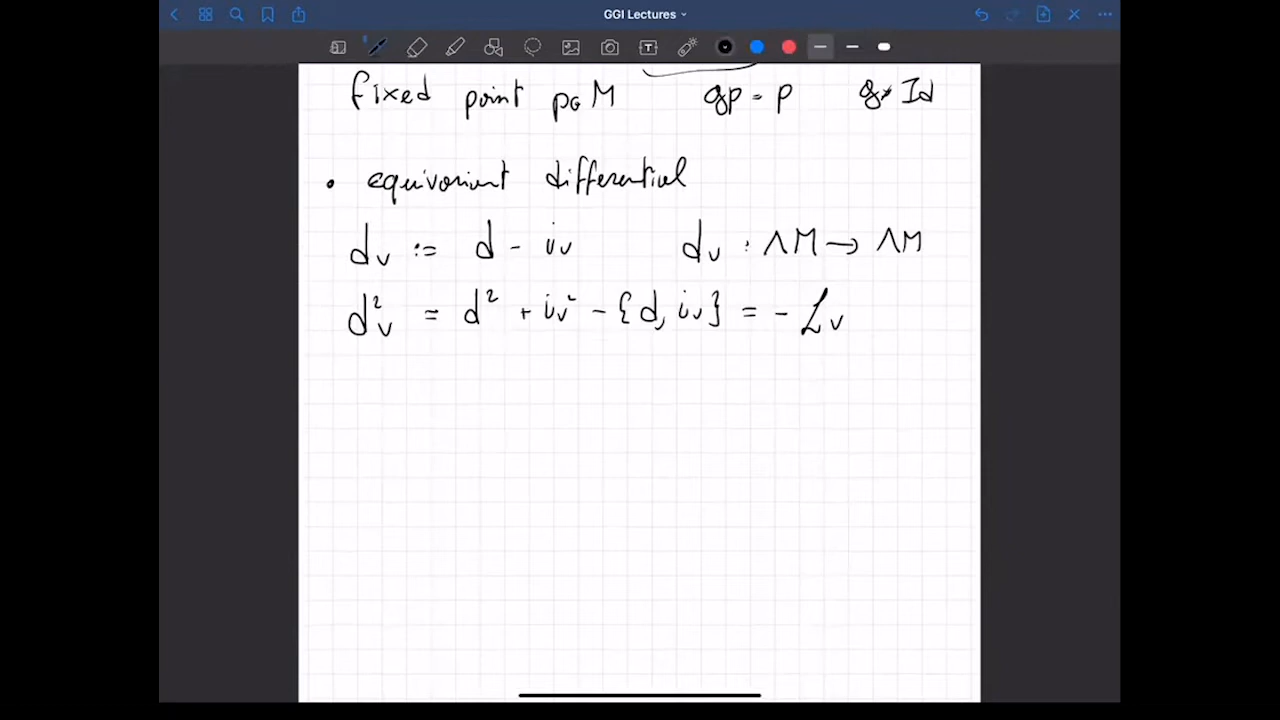 GGI Lectures
fixed point p ∈ M gp = p g ≠ Id
• equivariant differential
d_v := d - i_v d_v : ΛM → ΛM
d_v² = d² + i_v² - {d, i_v} = - ℒ_v